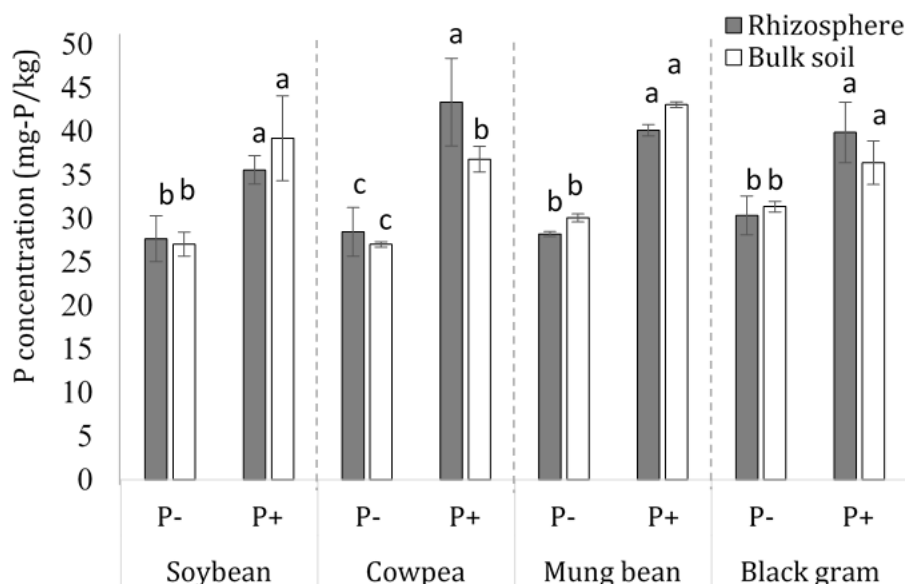 Rhizosphere
Bulk soil
P concentration (mg-P/kg)
50
45
40
35
30
25
20
15
10
5
0
b b
a a
c c
a b
b b
a a
b b
a a
P- P+ P- P+ P- P+ P- P+
Soybean Cowpea Mung bean Black gram